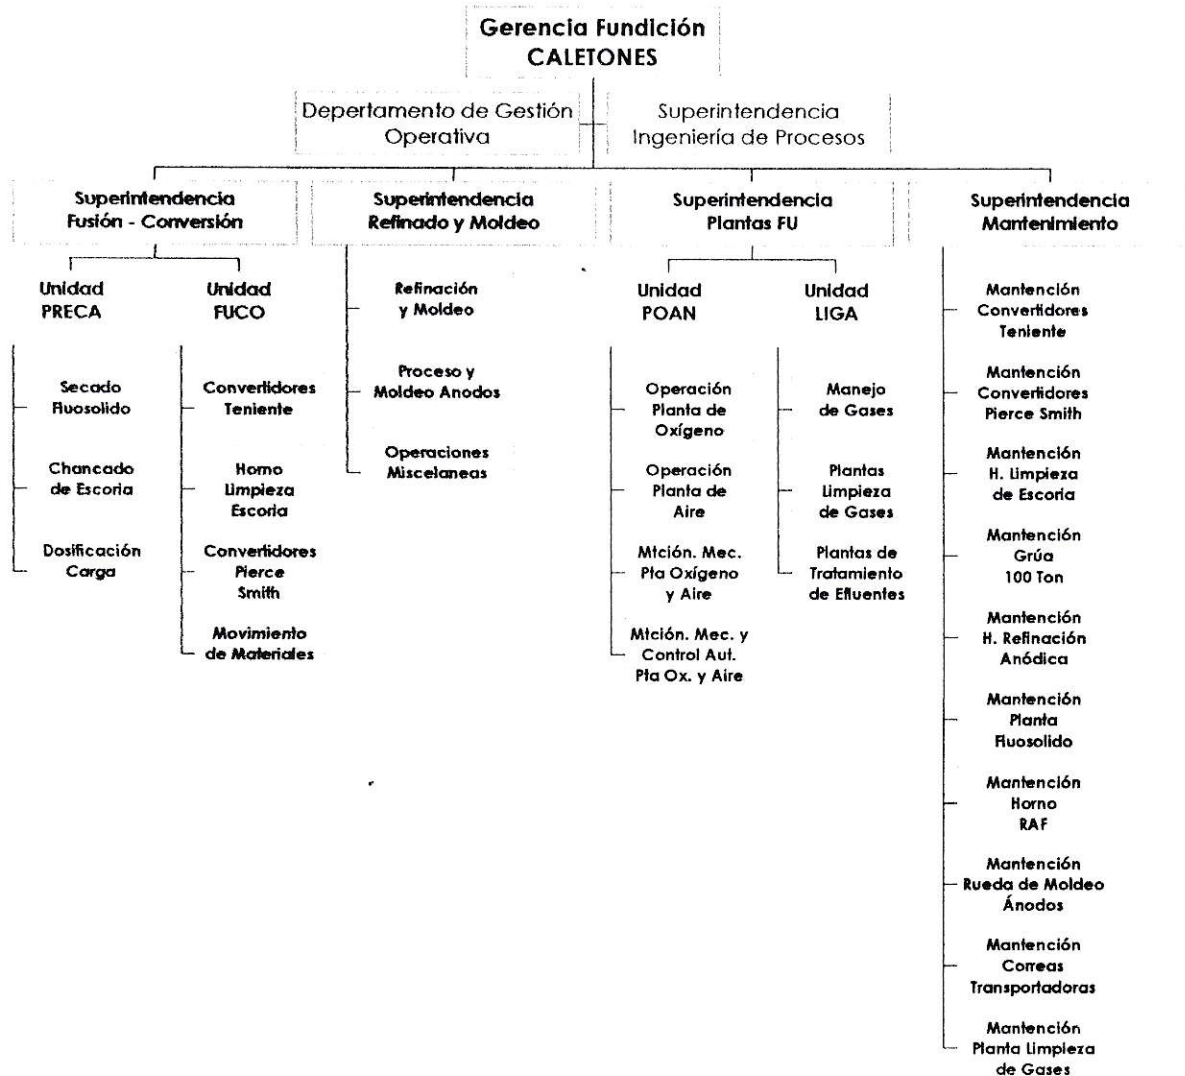 Gerencia Fundición
CALETONES
Departamento de Gestión
Operativa
Superintendencia
Ingeniería de Procesos
Superintendencia
Fusión - Conversión
Superintendencia
Refinado y Moldeo
Superintendencia
Plantas FU
Superintendencia
Mantenimiento
Unidad
PRECA
Secado
Fluosolido
Chancado
de Escoria
Dosificación
Carga
Unidad
FUCO
Convertidores
Teniente
Horno
Limpieza
Escoria
Convertidores
Pierce
Smith
Movimiento
de Materiales
Refinación
y Moldeo
Proceso y
Moldeo Anodos
Operaciones
Miscelaneas
Unidad
POAN
Operación
Planta de
Oxígeno
Operación
Planta de
Aire
Mtción. Mec.
Pta Oxígeno
y Aire
Mtción. Mec. y
Control Aut.
Pta Ox. y Aire
Unidad
LIGA
Manejo
de Gases
Plantas
Limpieza
de Gases
Plantas de
Tratamiento
de Efluentes
Mantención
Convertidores
Teniente
Mantención
Convertidores
Pierce Smith
Mantención
H. Limpieza
de Escoria
Mantención
Grúa
100 Ton
Mantención
H. Refinación
Anódica
Mantención
Planta
Fluosolido
Mantención
Horno
RAF
Mantención
Rueda de Moldeo
Ánodos
Mantención
Correas
Transportadoras
Mantención
Planta Limpieza
de Gases